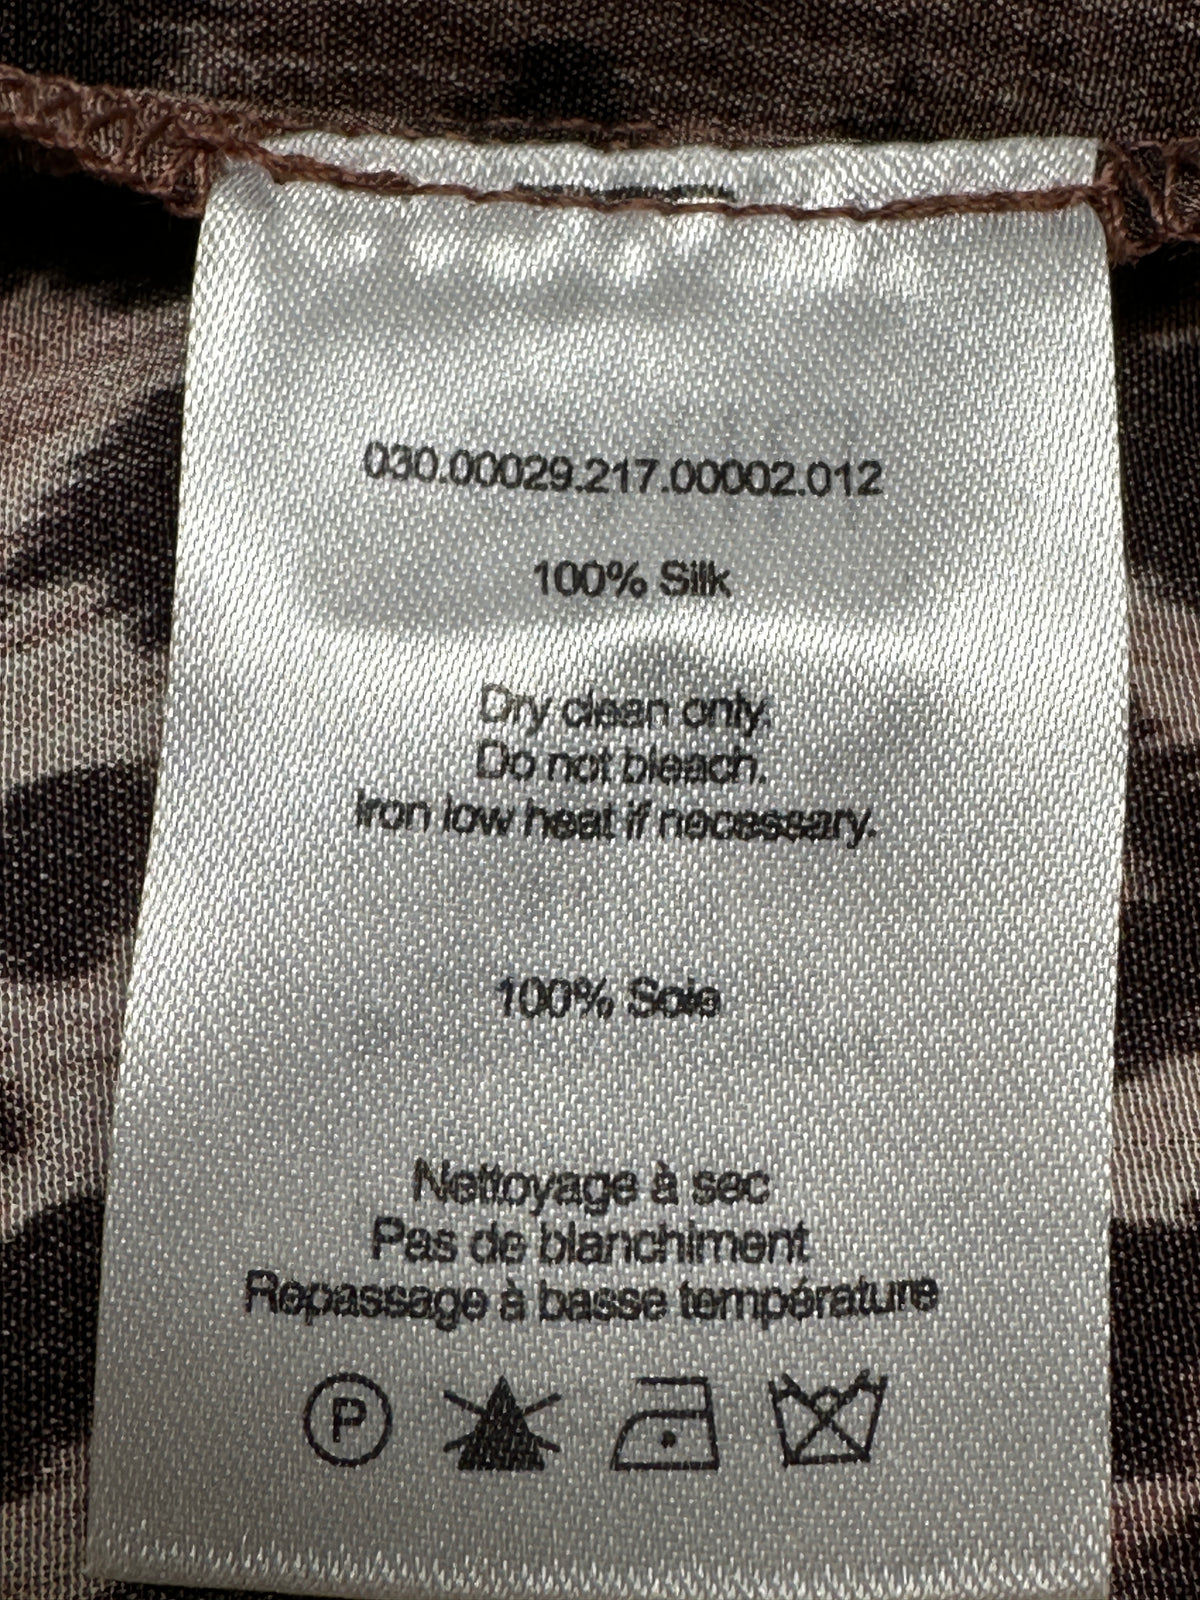 030.00029.217.00002.012
100% Silk
Dry clean only.
Do not bleach.
Iron low heat if necessary.
100% Soie
Nettoyage à sec
Pas de blanchiment
Repassage à basse température
P